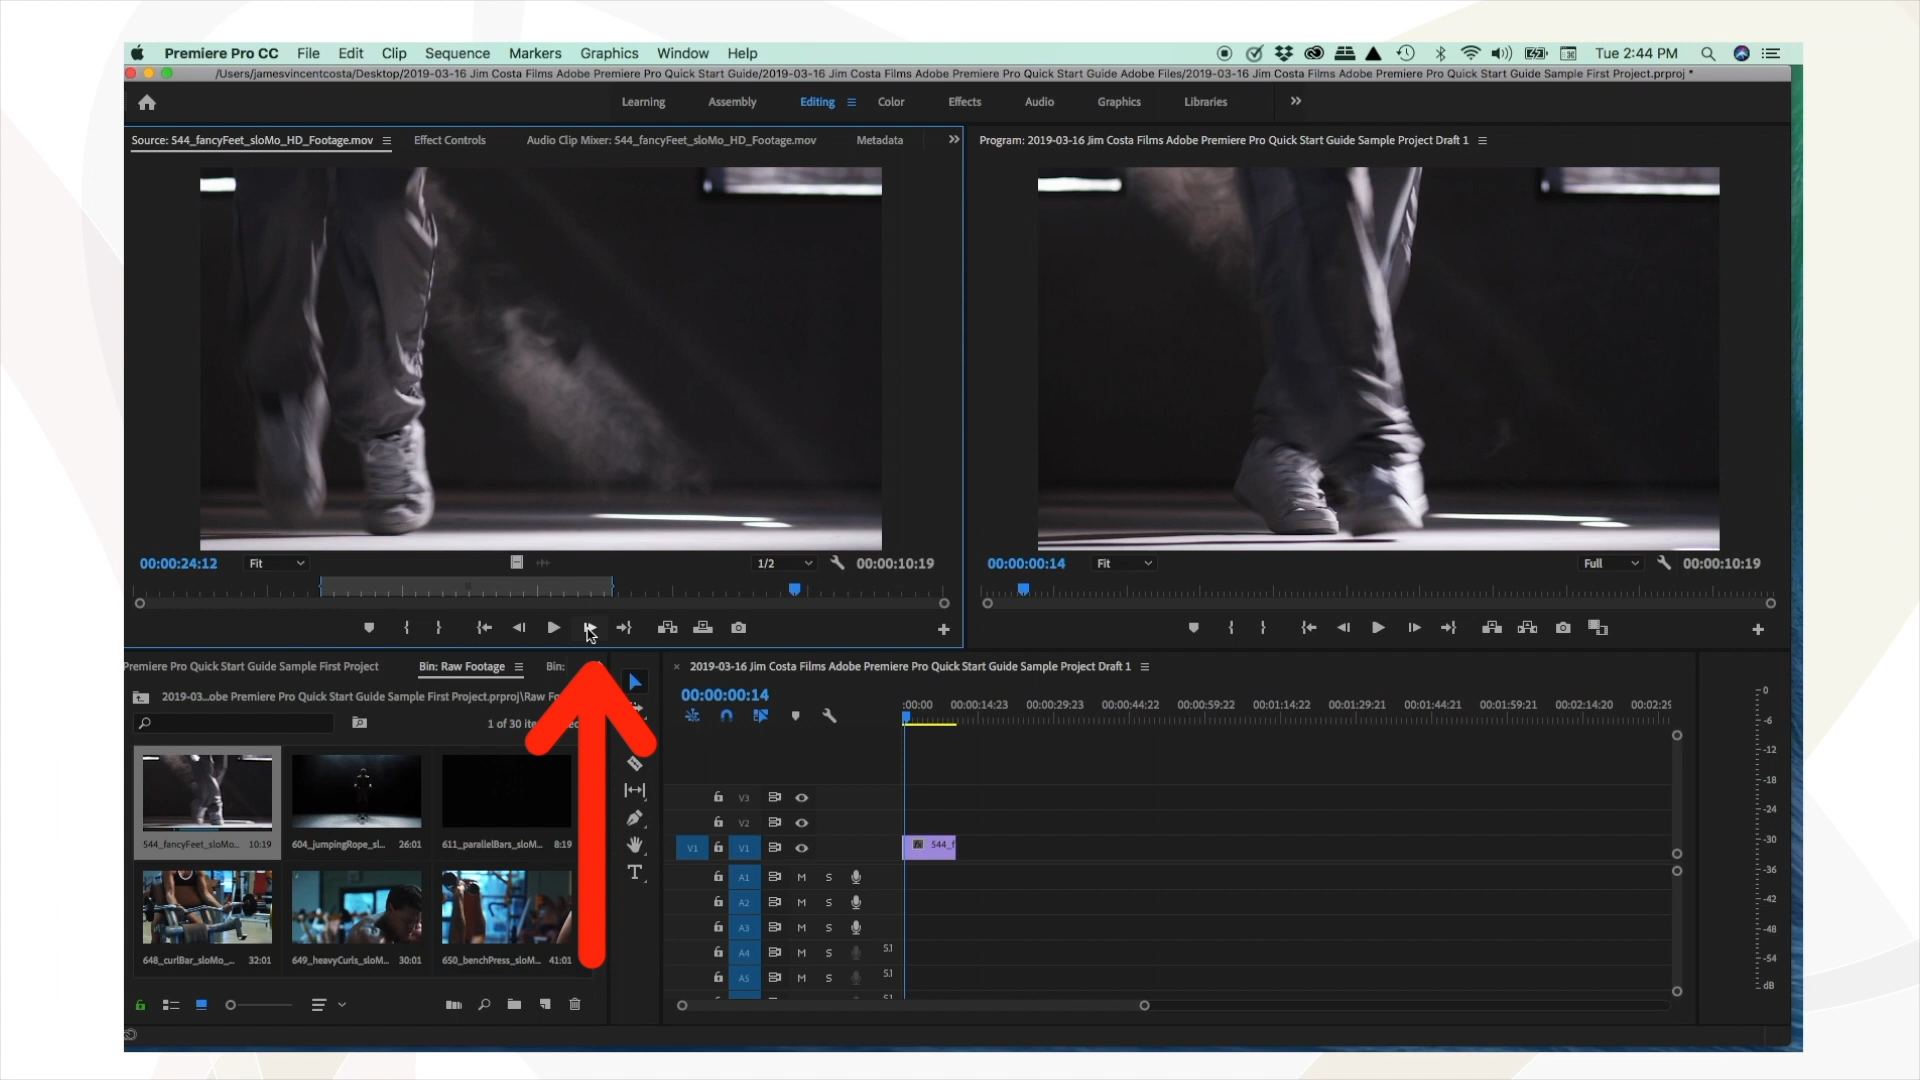 Premiere Pro CC File Edit Clip Sequence Markers Graphics Window Help Tue 2:44 PM
/Users/jamesvincentcosta/Desktop/2019-03-16 Jim Costa Films Adobe Premiere Pro Quick Start Guide/2019-03-16 Jim Costa Films Adobe Premiere Pro Quick Start Guide Adobe Files/2019-03-16 Jim Costa Films Adobe Premiere Pro Quick Start Guide Sample First Project.prproj *
Learning Assembly Editing Color Effects Audio Graphics Libraries
Source: 544_fancyFeet_sloMo_HD_Footage.mov Effect Controls Audio Clip Mixer: 544_fancyFeet_sloMo_HD_Footage.mov Metadata
Program: 2019-03-16 Jim Costa Films Adobe Premiere Pro Quick Start Guide Sample Project Draft 1
00:00:24:12 Fit 1/2 00:00:10:19
00:00:00:14 Fit Full 00:00:10:19
Premiere Pro Quick Start Guide Sample First Project Bin: Raw Footage Bin:
2019-03...obe Premiere Pro Quick Start Guide Sample First Project.prproj\Raw Fo
1 of 30 ite
544_fancyFeet_sloMo... 10:19 604_jumpingRope_sl... 26:01 611_parallelBars_sloM... 8:19
648_curlBar_sloMo_... 32:01 649_heavyCurls_sloM... 30:01 650_benchPress_sloM... 41:01
× 2019-03-16 Jim Costa Films Adobe Premiere Pro Quick Start Guide Sample Project Draft 1
00:00:00:14
:00:00 00:00:14:23 00:00:29:23 00:00:44:22 00:00:59:22 00:01:14:22 00:01:29:21 00:01:44:21 00:01:59:21 00:02:14:20 00:02:29
V3
V2
V1 V1 544_f
A1 M S
A2 M S
A3 M S
A4 M S 5.1
A5 M S 5.1
5.1
T
0
-6
-12
-18
-24
-30
-36
-42
-48
-54
dB